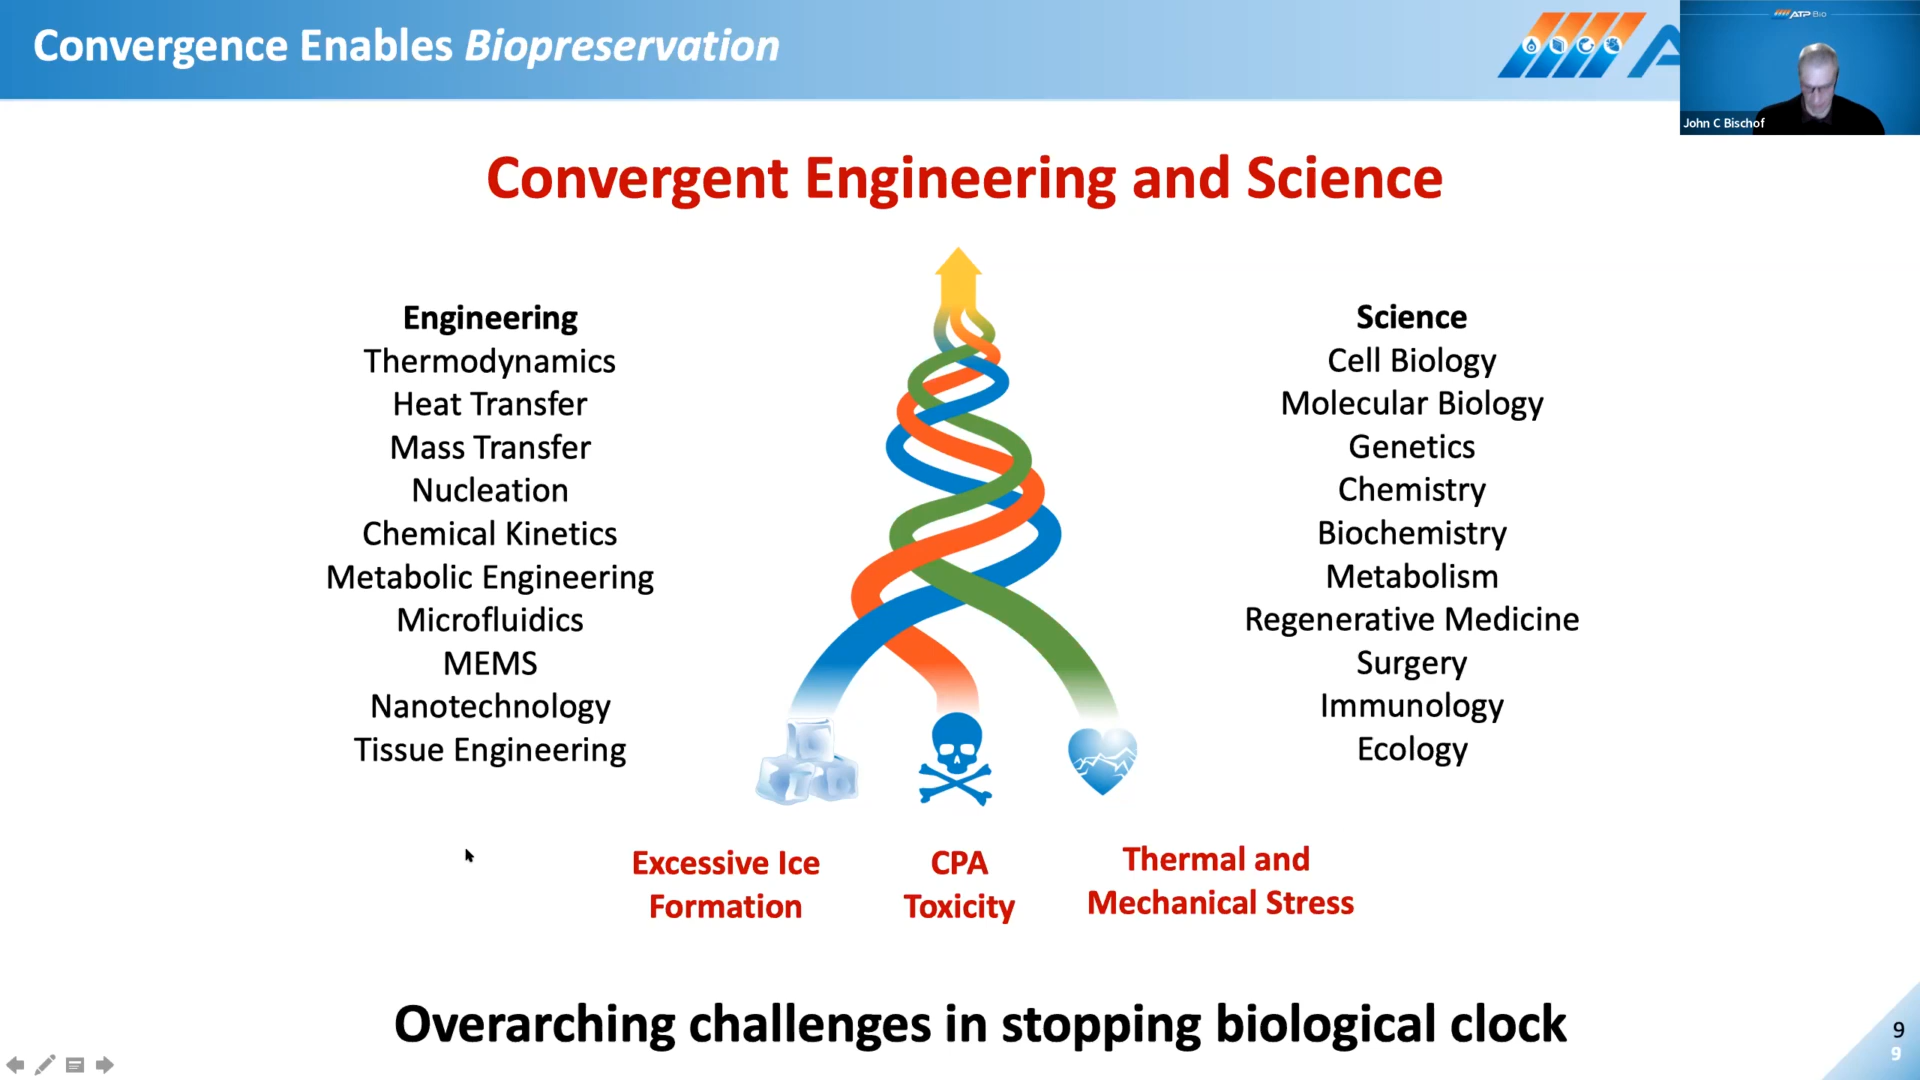 Convergence Enables Biopreservation
ATP Bio
John C Bischof
Convergent Engineering and Science
Engineering
Thermodynamics
Heat Transfer
Mass Transfer
Nucleation
Chemical Kinetics
Metabolic Engineering
Microfluidics
MEMS
Nanotechnology
Tissue Engineering
Science
Cell Biology
Molecular Biology
Genetics
Chemistry
Biochemistry
Metabolism
Regenerative Medicine
Surgery
Immunology
Ecology
Excessive Ice
Formation
CPA
Toxicity
Thermal and
Mechanical Stress
Overarching challenges in stopping biological clock
9
9